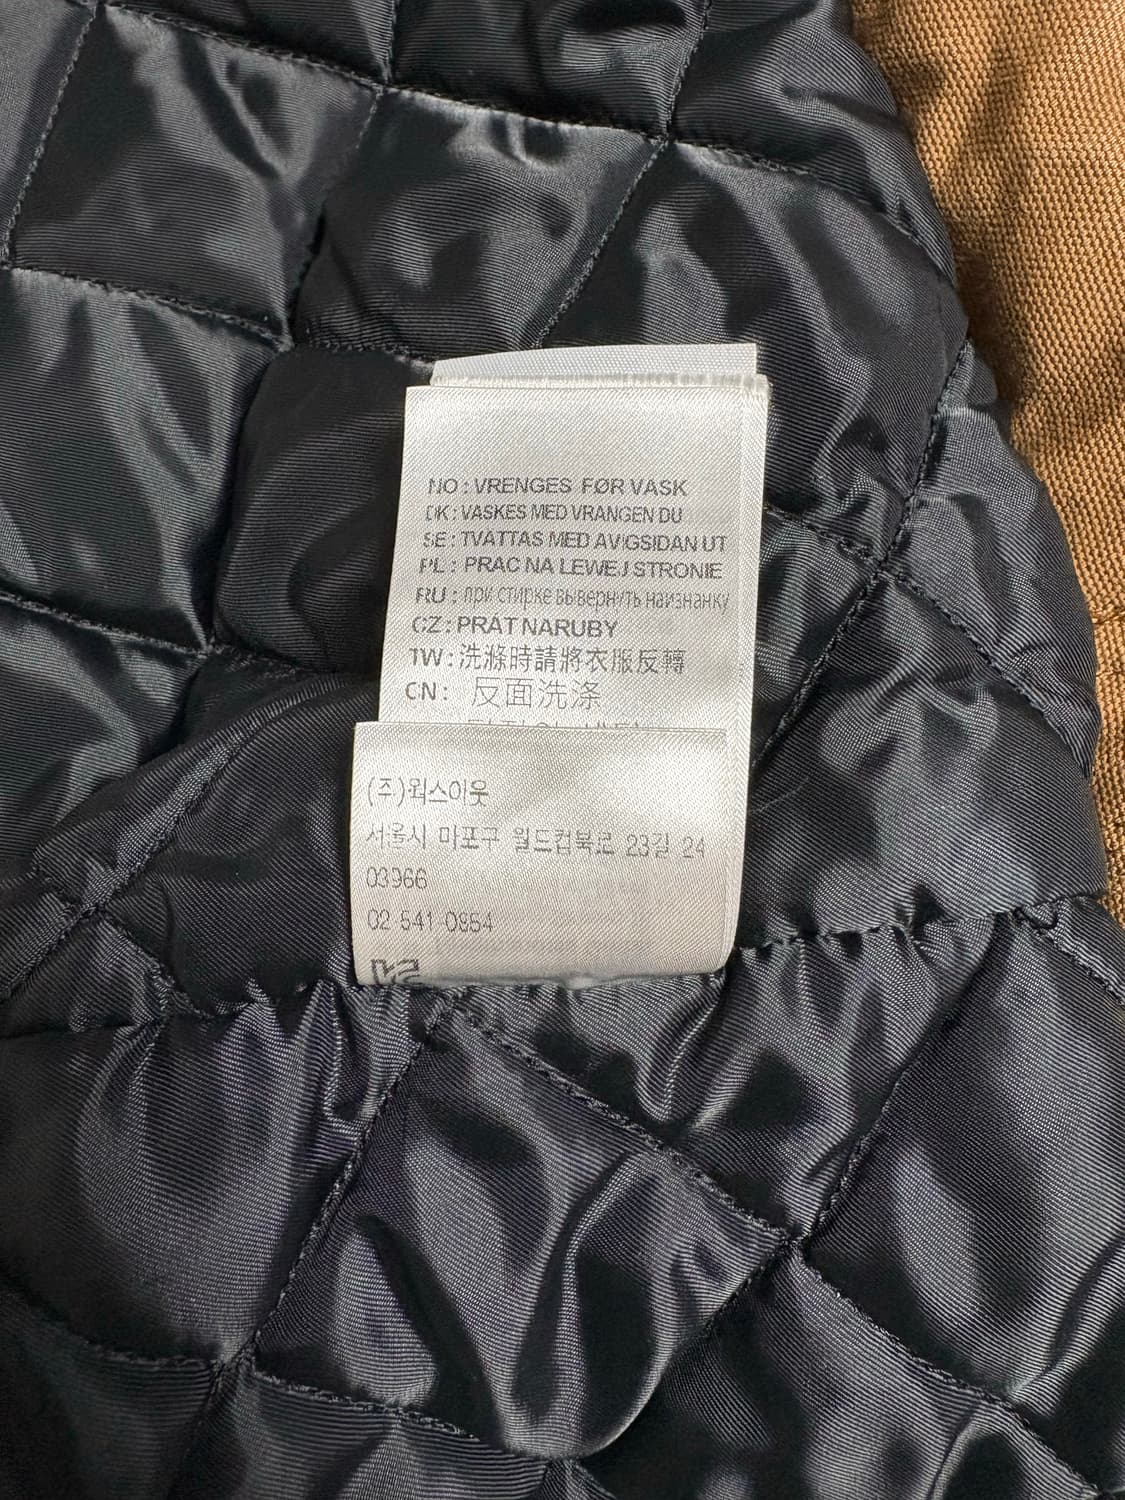 NO : VRENGES FØR VASK
DK : VASKES MED VRANGEN DU
SE : TVÄTTAS MED AVIGSIDAN UT
PL : PRAC NA LEWEJ STRONIE
RU : при стирке вывернуть наизнанку
CZ : PRÁT NARUBY
TW : 洗滌時請將衣服反轉
CN : 反面洗涤
(주)웍스아웃
서울시 마포구 월드컵북로 23길 24
03966
02-541-0854